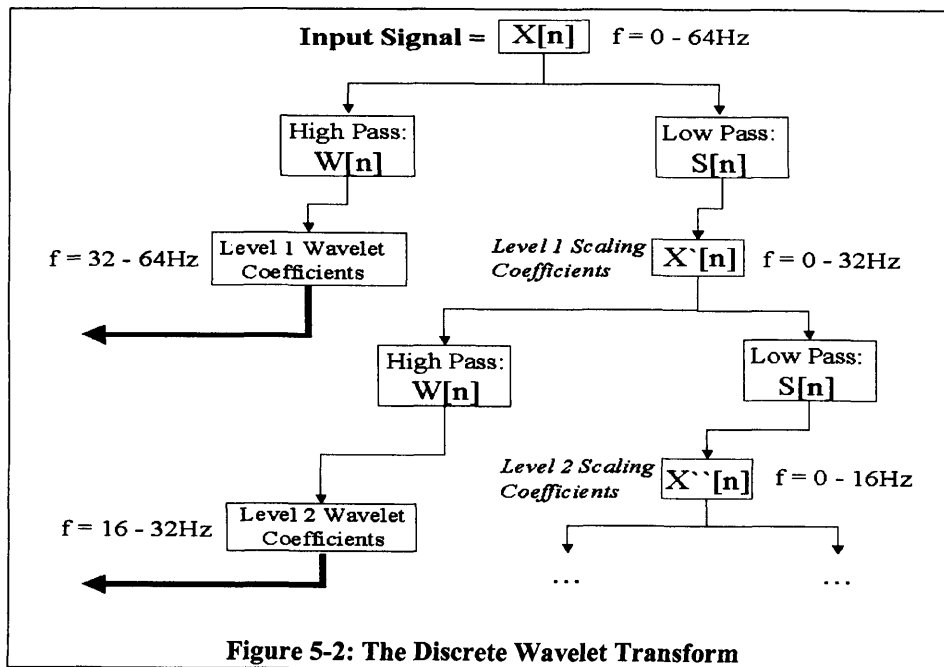 Input Signal = X[n] f = 0 - 64Hz
High Pass:
W[n]
Low Pass:
S[n]
f = 32 - 64Hz
Level 1 Wavelet
Coefficients
Level 1 Scaling
Coefficients
X`[n] f = 0 - 32Hz
High Pass:
W[n]
Low Pass:
S[n]
Level 2 Scaling
Coefficients
X``[n] f = 0 - 16Hz
f = 16 - 32Hz
Level 2 Wavelet
Coefficients
... ...
Figure 5-2: The Discrete Wavelet Transform